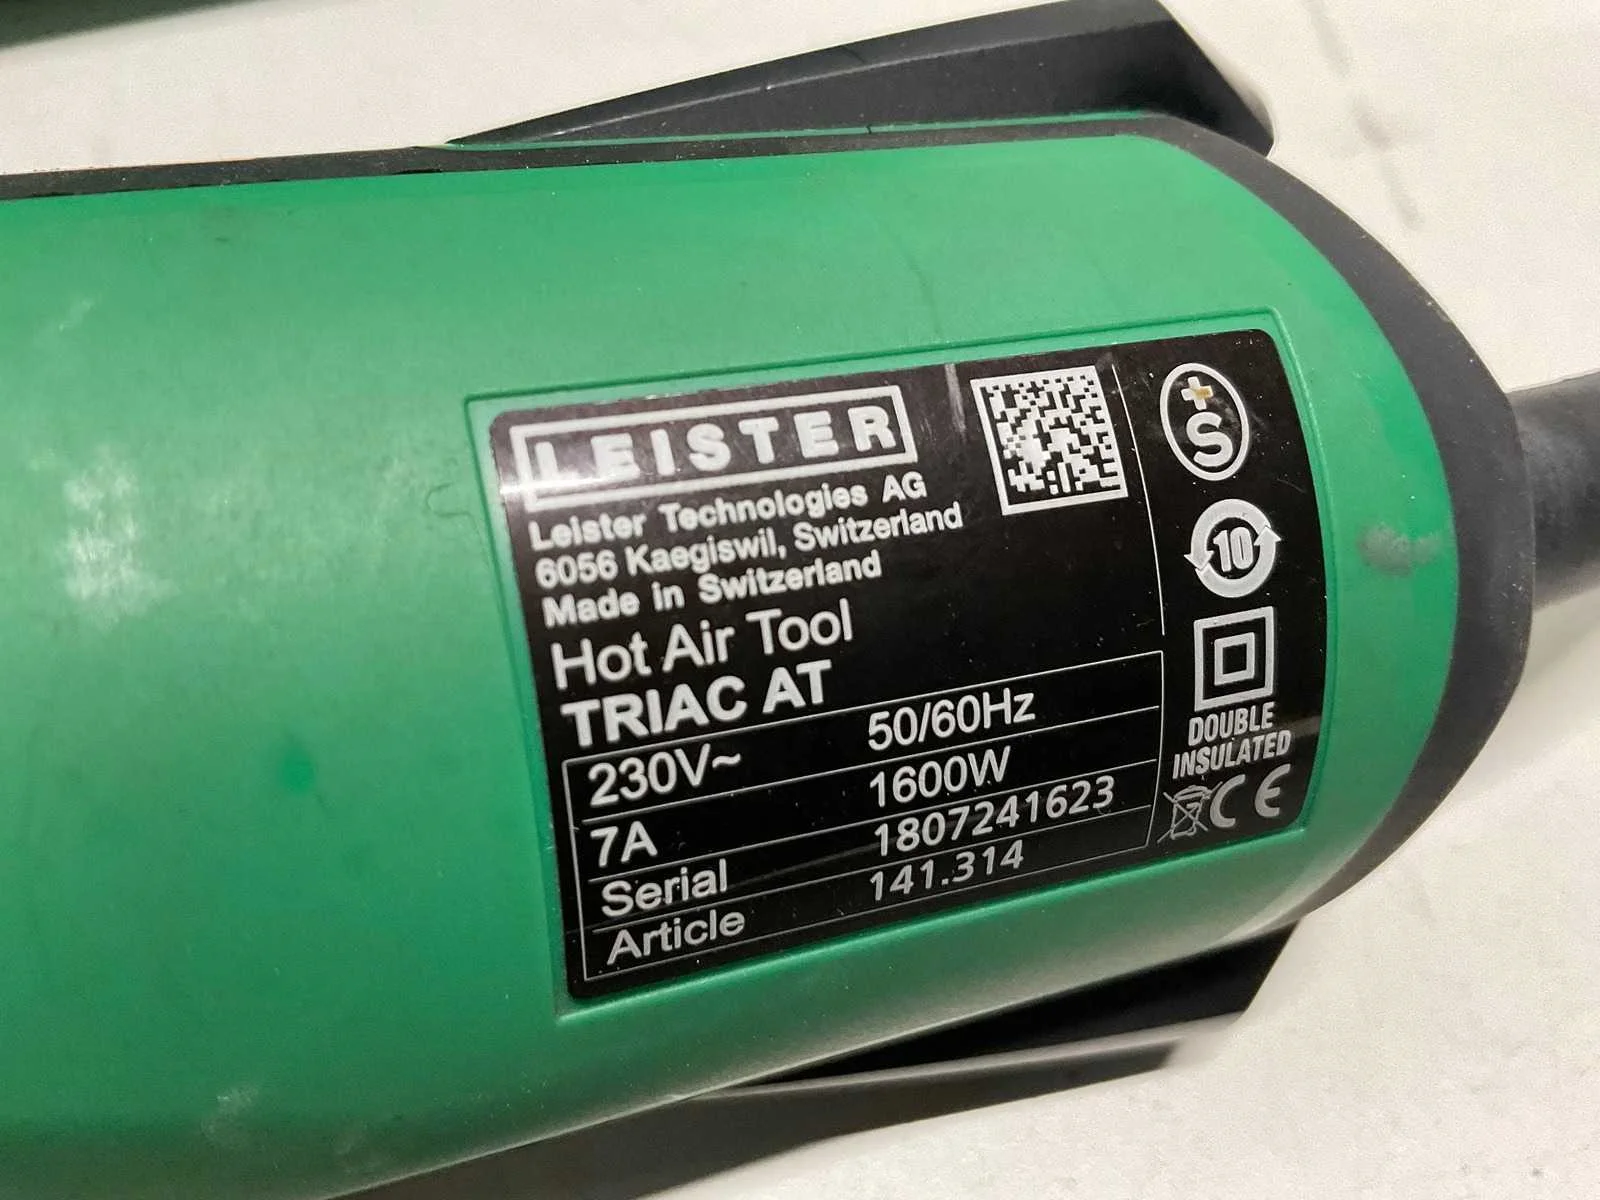 LEISTER
Leister Technologies AG
6056 Kaegiswil, Switzerland
Made in Switzerland
Hot Air Tool
TRIAC AT
230V~ 50/60Hz
7A 1600W
Serial 1807241623
Article 141.314
+S
10
DOUBLE
INSULATED
CE